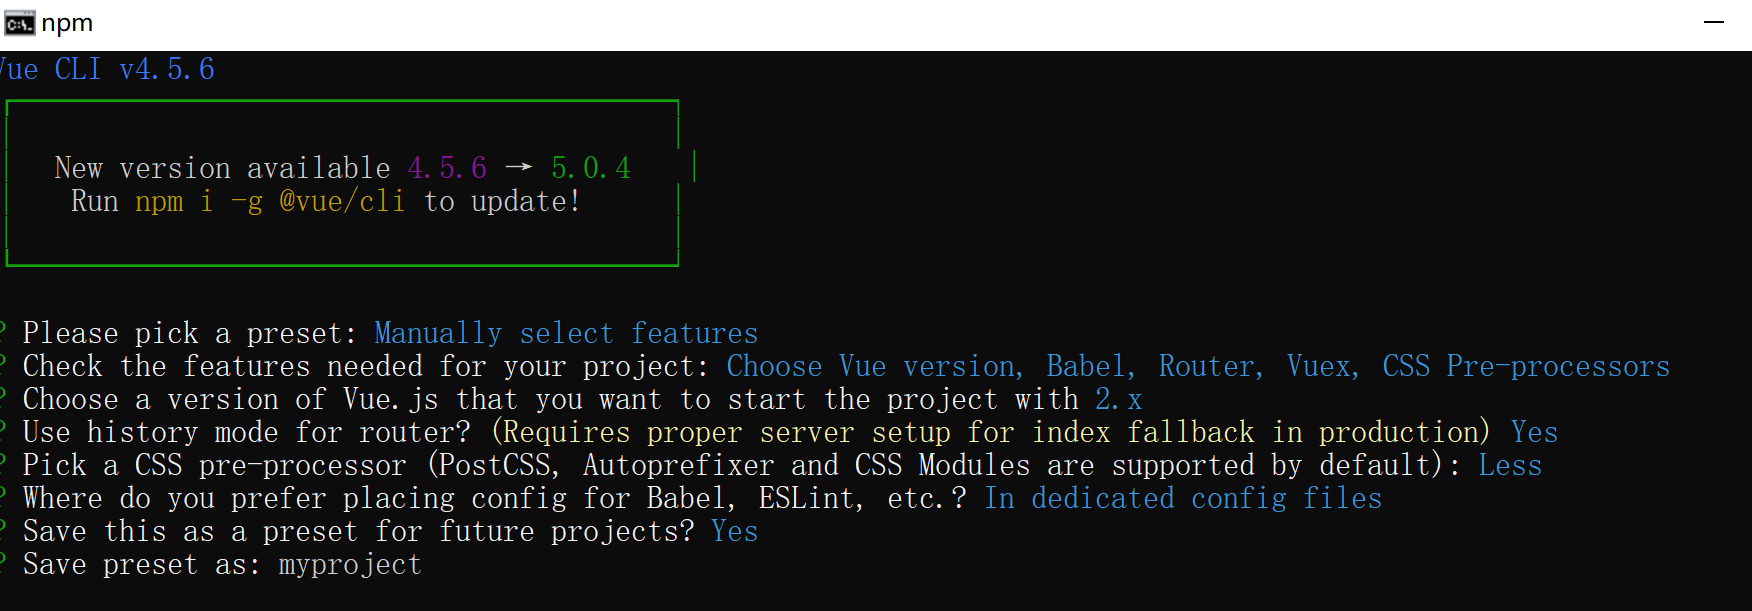 npm
Vue CLI v4.5.6
New version available 4.5.6 → 5.0.4
Run npm i -g @vue/cli to update!
? Please pick a preset: Manually select features
? Check the features needed for your project: Choose Vue version, Babel, Router, Vuex, CSS Pre-processors
? Choose a version of Vue.js that you want to start the project with 2.x
? Use history mode for router? (Requires proper server setup for index fallback in production) Yes
? Pick a CSS pre-processor (PostCSS, Autoprefixer and CSS Modules are supported by default): Less
? Where do you prefer placing config for Babel, ESLint, etc.? In dedicated config files
? Save this as a preset for future projects? Yes
? Save preset as: myproject